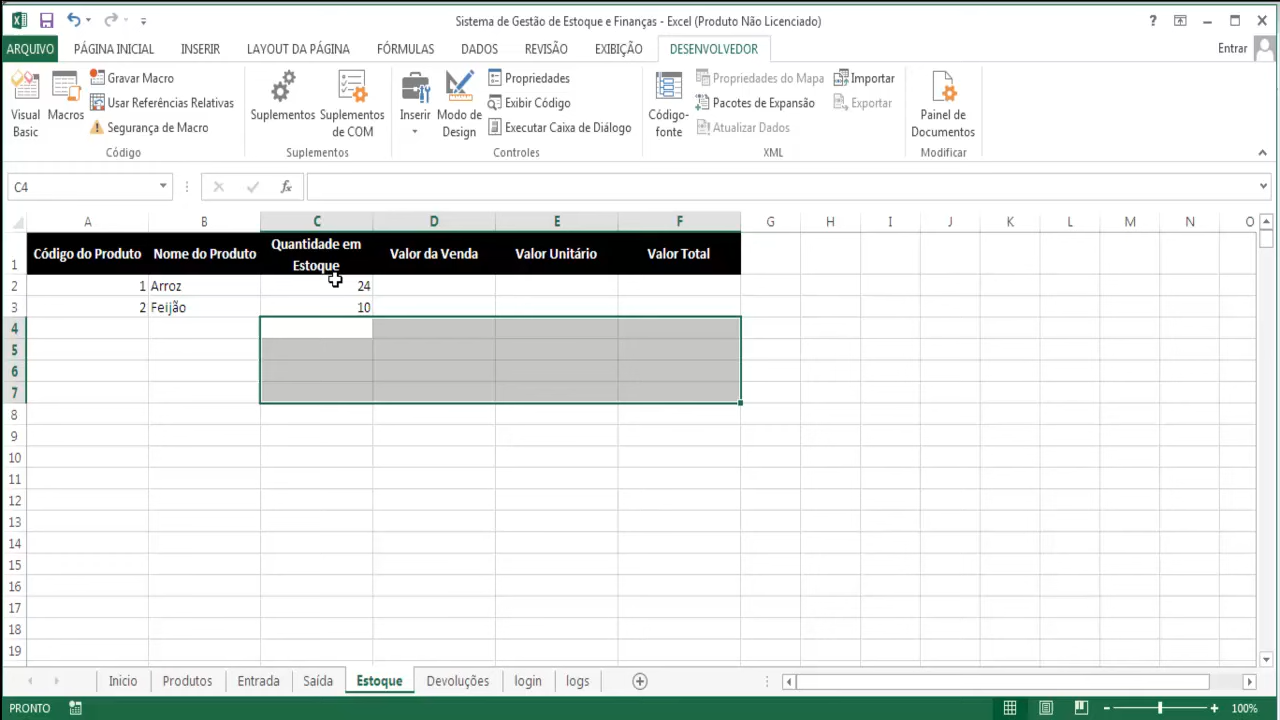 Sistema de Gestão de Estoque e Finanças - Excel (Produto Não Licenciado)
?
ARQUIVO PÁGINA INICIAL INSERIR LAYOUT DA PÁGINA FÓRMULAS DADOS REVISÃO EXIBIÇÃO DESENVOLVEDOR Entrar
Visual Basic
Macros
Gravar Macro
Usar Referências Relativas
Segurança de Macro
Código
Suplementos
Suplementos de COM
Suplementos
Inserir
Modo de Design
Propriedades
Exibir Código
Executar Caixa de Diálogo
Controles
Código-fonte
Propriedades do Mapa
Pacotes de Expansão
Atualizar Dados
Importar
Exportar
XML
Painel de Documentos
Modificar
C4 fx
A B C D E F G H I J K L M N O
1 Código do Produto Nome do Produto Quantidade em Estoque Valor da Venda Valor Unitário Valor Total
2 1 Arroz 24
3 2 Feijão 10
4
5
6
7
8
9
10
11
12
13
14
15
16
17
18
19
Inicio Produtos Entrada Saída Estoque Devoluções login logs
PRONTO 100%